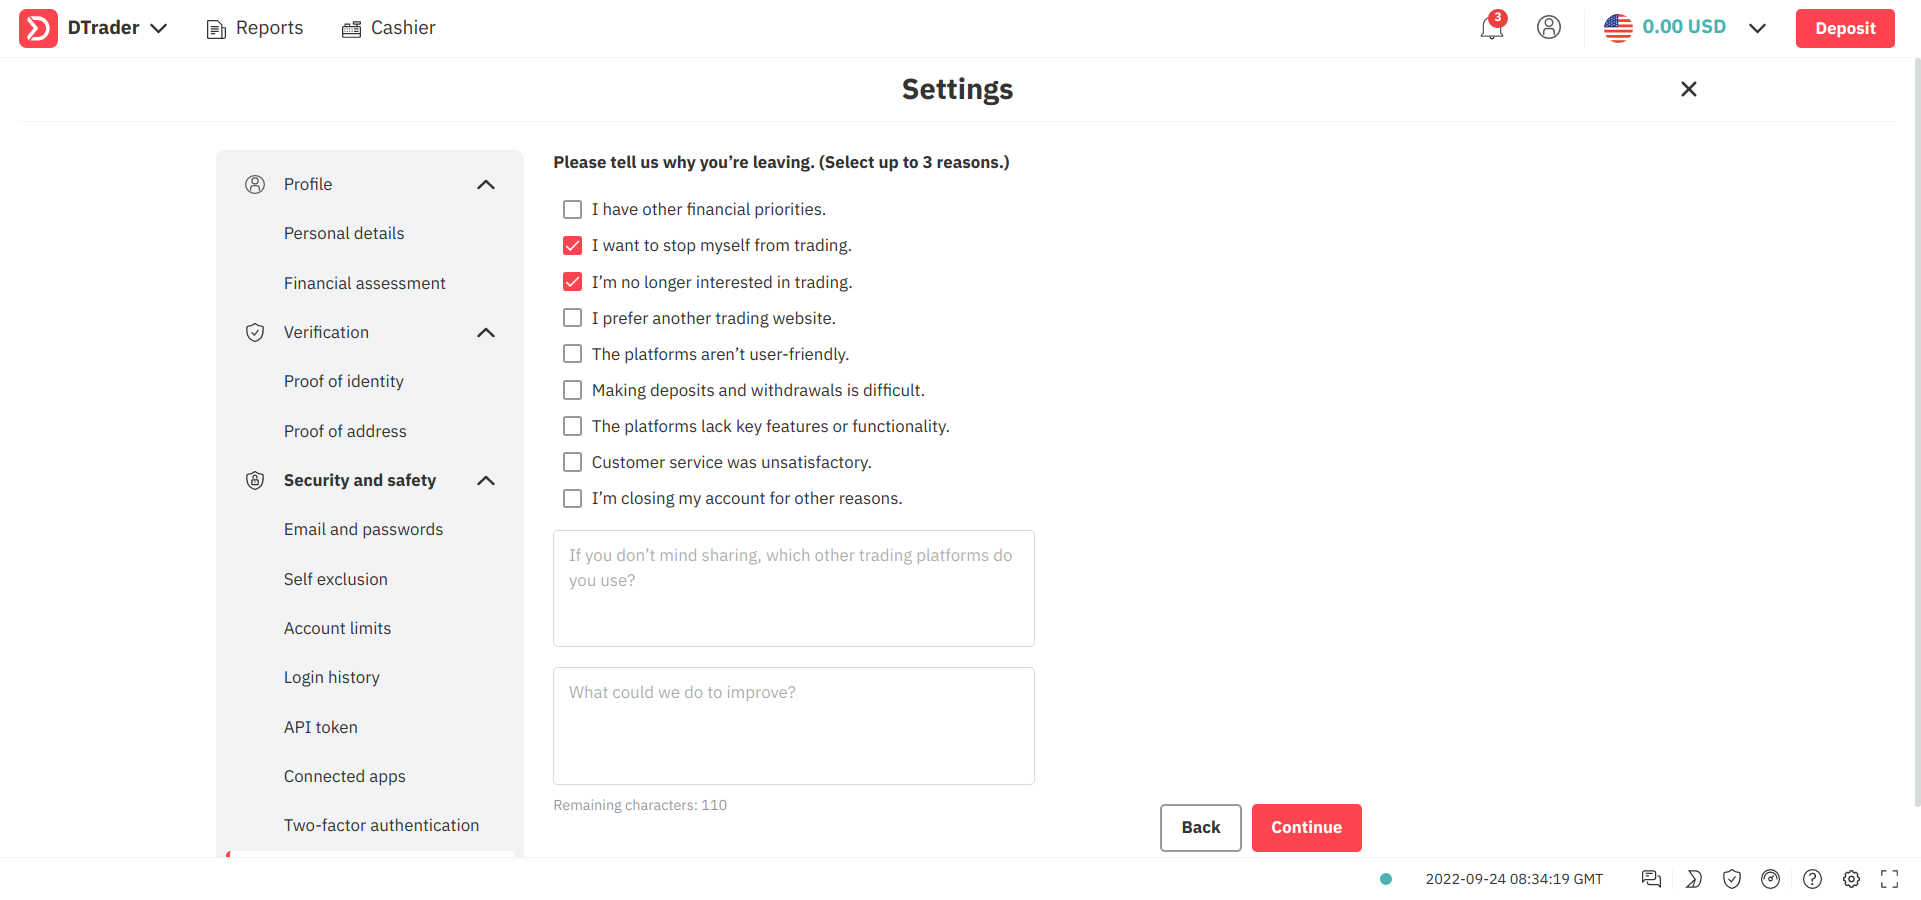 DTrader
Reports
Cashier
3
0.00 USD
Deposit
Settings
Profile
Personal details
Financial assessment
Verification
Proof of identity
Proof of address
Security and safety
Email and passwords
Self exclusion
Account limits
Login history
API token
Connected apps
Two-factor authentication
Please tell us why you’re leaving. (Select up to 3 reasons.)
I have other financial priorities.
I want to stop myself from trading.
I’m no longer interested in trading.
I prefer another trading website.
The platforms aren’t user-friendly.
Making deposits and withdrawals is difficult.
The platforms lack key features or functionality.
Customer service was unsatisfactory.
I’m closing my account for other reasons.
If you don’t mind sharing, which other trading platforms do
you use?
What could we do to improve?
Remaining characters: 110
Back
Continue
2022-09-24 08:34:19 GMT